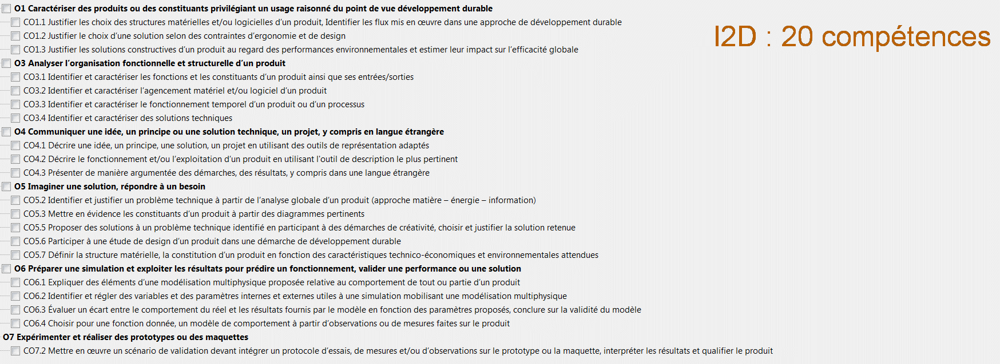 O1 Caractériser des produits ou des constituants privilégiant un usage raisonné du point de vue développement durable
CO1.1 Justifier les choix des structures matérielles et/ou logicielles d’un produit, Identifier les flux mis en œuvre dans une approche de développement durable
I2D : 20 compétences
CO1.2 Justifier le choix d’une solution selon des contraintes d’ergonomie et de design
CO1.3 Justifier les solutions constructives d’un produit au regard des performances environnementales et estimer leur impact sur l’efficacité globale
O3 Analyser l’organisation fonctionnelle et structurelle d’un produit
CO3.1 Identifier et caractériser les fonctions et les constituants d’un produit ainsi que ses entrées/sorties
CO3.2 Identifier et caractériser l’agencement matériel et/ou logiciel d’un produit
CO3.3 Identifier et caractériser le fonctionnement temporel d’un produit ou d’un processus
CO3.4 Identifier et caractériser des solutions techniques
O4 Communiquer une idée, un principe ou une solution technique, un projet, y compris en langue étrangère
CO4.1 Décrire une idée, un principe, une solution, un projet en utilisant des outils de représentation adaptés
CO4.2 Décrire le fonctionnement et/ou l’exploitation d’un produit en utilisant l'outil de description le plus pertinent
CO4.3 Présenter de manière argumentée des démarches, des résultats, y compris dans une langue étrangère
O5 Imaginer une solution, répondre à un besoin
CO5.2 Identifier et justifier un problème technique à partir de l’analyse globale d’un produit (approche matière – énergie – information)
CO5.3 Mettre en évidence les constituants d’un produit à partir des diagrammes pertinents
CO5.5 Proposer des solutions à un problème technique identifié en participant à des démarches de créativité, choisir et justifier la solution retenue
CO5.6 Participer à une étude de design d’un produit dans une démarche de développement durable
CO5.7 Définir la structure matérielle, la constitution d’un produit en fonction des caractéristiques technico-économiques et environnementales attendues
O6 Préparer une simulation et exploiter les résultats pour prédire un fonctionnement, valider une performance ou une solution
CO6.1 Expliquer des éléments d’une modélisation multiphysique proposée relative au comportement de tout ou partie d’un produit
CO6.2 Identifier et régler des variables et des paramètres internes et externes utiles à une simulation mobilisant une modélisation multiphysique
CO6.3 Évaluer un écart entre le comportement du réel et les résultats fournis par le modèle en fonction des paramètres proposés, conclure sur la validité du modèle
CO6.4 Choisir pour une fonction donnée, un modèle de comportement à partir d’observations ou de mesures faites sur le produit
O7 Expérimenter et réaliser des prototypes ou des maquettes
CO7.2 Mettre en œuvre un scénario de validation devant intégrer un protocole d’essais, de mesures et/ou d’observations sur le prototype ou la maquette, interpréter les résultats et qualifier le produit